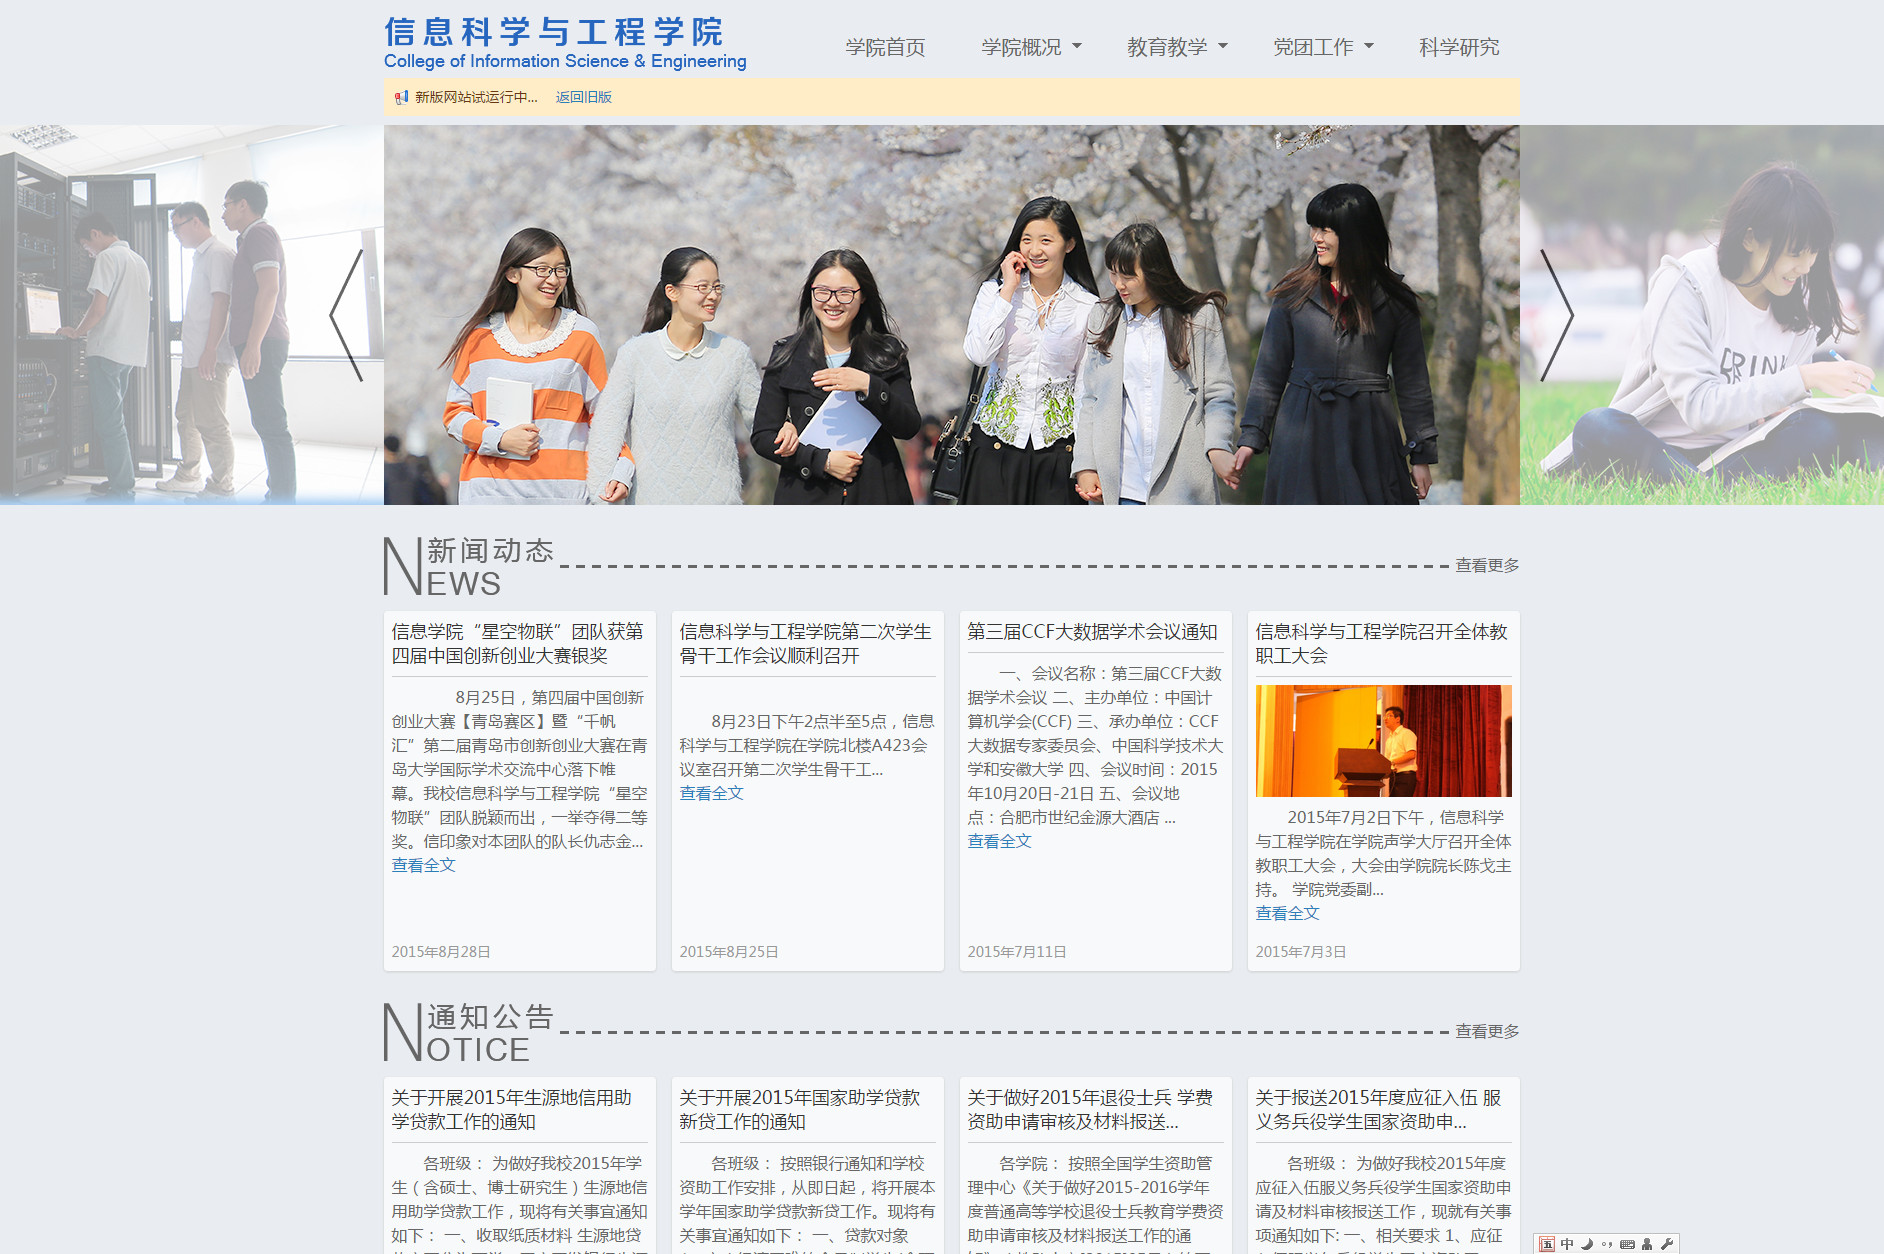 信息科学与工程学院
College of Information Science & Engineering
学院首页 学院概况 教育教学 党团工作 科学研究
新版网站试运行中... 返回旧版
DRINK
新闻动态
NEWS
查看更多
信息学院“星空物联”团队获第
四届中国创新创业大赛银奖
8月25日，第四届中国创新
创业大赛【青岛赛区】暨“千帆
汇”第二届青岛市创新创业大赛在青
岛大学国际学术交流中心落下帷
幕。我校信息科学与工程学院“星空
物联”团队脱颖而出，一举夺得二等
奖。信印象对本团队的队长仇志金...
查看全文
2015年8月28日
信息科学与工程学院第二次学生
骨干工作会议顺利召开
8月23日下午2点半至5点，信息
科学与工程学院在学院北楼A423会
议室召开第二次学生骨干工...
查看全文
2015年8月25日
第三届CCF大数据学术会议通知
一、会议名称：第三届CCF大数
据学术会议 二、主办单位：中国计
算机学会(CCF) 三、承办单位：CCF
大数据专家委员会、中国科学技术大
学和安徽大学 四、会议时间：2015
年10月20日-21日 五、会议地
点：合肥市世纪金源大酒店 ...
查看全文
2015年7月11日
信息科学与工程学院召开全体教
职工大会
2015年7月2日下午，信息科学
与工程学院在学院声学大厅召开全体
教职工大会，大会由学院院长陈戈主
持。 学院党委副...
查看全文
2015年7月3日
通知公告
NOTICE
查看更多
关于开展2015年生源地信用助
学贷款工作的通知
各班级： 为做好我校2015年学
生（含硕士、博士研究生）生源地信
用助学贷款工作，现将有关事宜通知
如下： 一、收取纸质材料 生源地贷
关于开展2015年国家助学贷款
新贷工作的通知
各班级： 按照银行通知和学校
资助工作安排，从即日起，将开展本
学年国家助学贷款新贷工作。现将有
关事宜通知如下： 一、贷款对象
关于做好2015年退役士兵 学费
资助申请审核及材料报送...
各学院： 按照全国学生资助管
理中心《关于做好2015-2016学年
度普通高等学校退役士兵教育学费资
助申请审核及材料报送工作的通
关于报送2015年度应征入伍 服
义务兵役学生国家资助申...
各班级： 为做好我校2015年度
应征入伍服义务兵役学生国家资助申
请及材料审核报送工作，现就有关事
项通知如下: 一、相关要求 1、应征
五 中